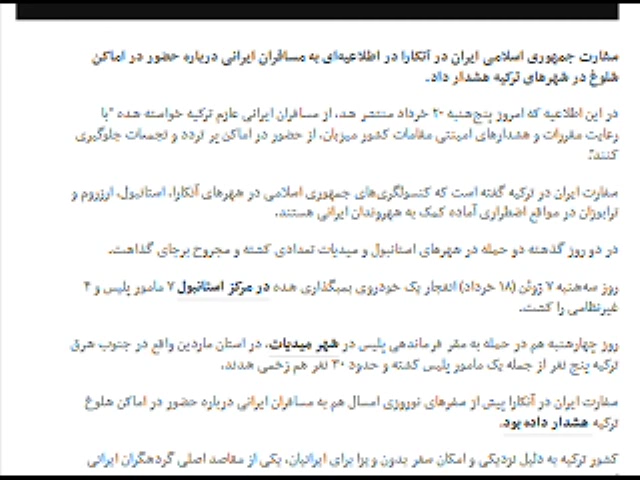 سفارت جمهوری اسلامی ایران در آنکارا در اطلاعیه‌ای به مسافران ایرانی درباره حضور در اماکن
شلوغ در شهرهای ترکیه هشدار داد.
در این اطلاعیه که امروز پنج‌شنبه ۲۰ خرداد منتشر شد، از مسافران ایرانی عازم ترکیه خواسته شده "با
رعایت مقررات و هشدارهای امنیتی مقامات کشور میزبان، از حضور در اماکن پر تردد و تجمعات جلوگیری
کنند".
سفارت ایران در ترکیه گفته است که کنسولگری‌های جمهوری اسلامی در شهرهای آنکارا، استانبول، ارزروم و
ترابوزان در مواقع اضطراری آماده کمک به شهروندان ایرانی هستند.
در دو روز گذشته دو حمله در شهرهای استانبول و میدیات تعدادی کشته و مجروح برجای گذاشت.
روز سه‌شنبه ۷ ژوئن (۱۸ خرداد) انفجار یک خودروی بمبگذاری شده در مرکز استانبول ۷ مامور پلیس و ۴
غیرنظامی را کشت.
روز چهارشنبه هم در حمله به مقر فرماندهی پلیس در شهر میدیات، در استان ماردین واقع در جنوب شرق
ترکیه پنج نفر از جمله یک مامور پلیس کشته و حدود ۳۰ نفر هم زخمی شدند.
سفارت ایران در آنکارا پیش از سفرهای نوروزی امسال هم به مسافران ایرانی درباره حضور در اماکن شلوغ
ترکیه هشدار داده بود.
کشور ترکیه به دلیل نزدیکی و امکان سفر بدون ویزا برای ایرانیان، یکی از مقاصد اصلی گردشگران ایرانی